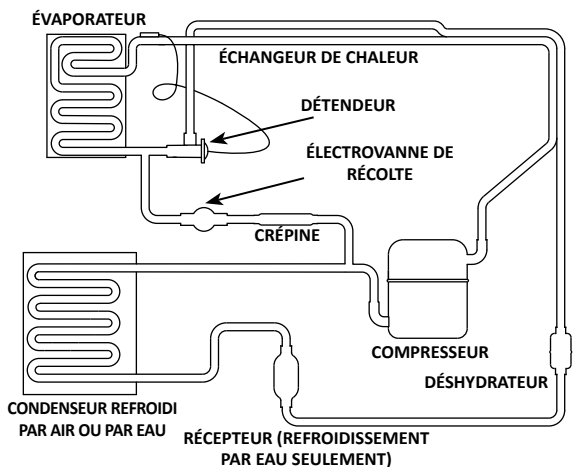 ÉVAPORATEUR
ÉCHANGEUR DE CHALEUR
DÉTENDEUR
ÉLECTROVANNE DE
RÉCOLTE
CRÉPINE
COMPRESSEUR
DÉSHYDRATEUR
CONDENSEUR REFROIDI
PAR AIR OU PAR EAU
RÉCEPTEUR (REFROIDISSEMENT
PAR EAU SEULEMENT)